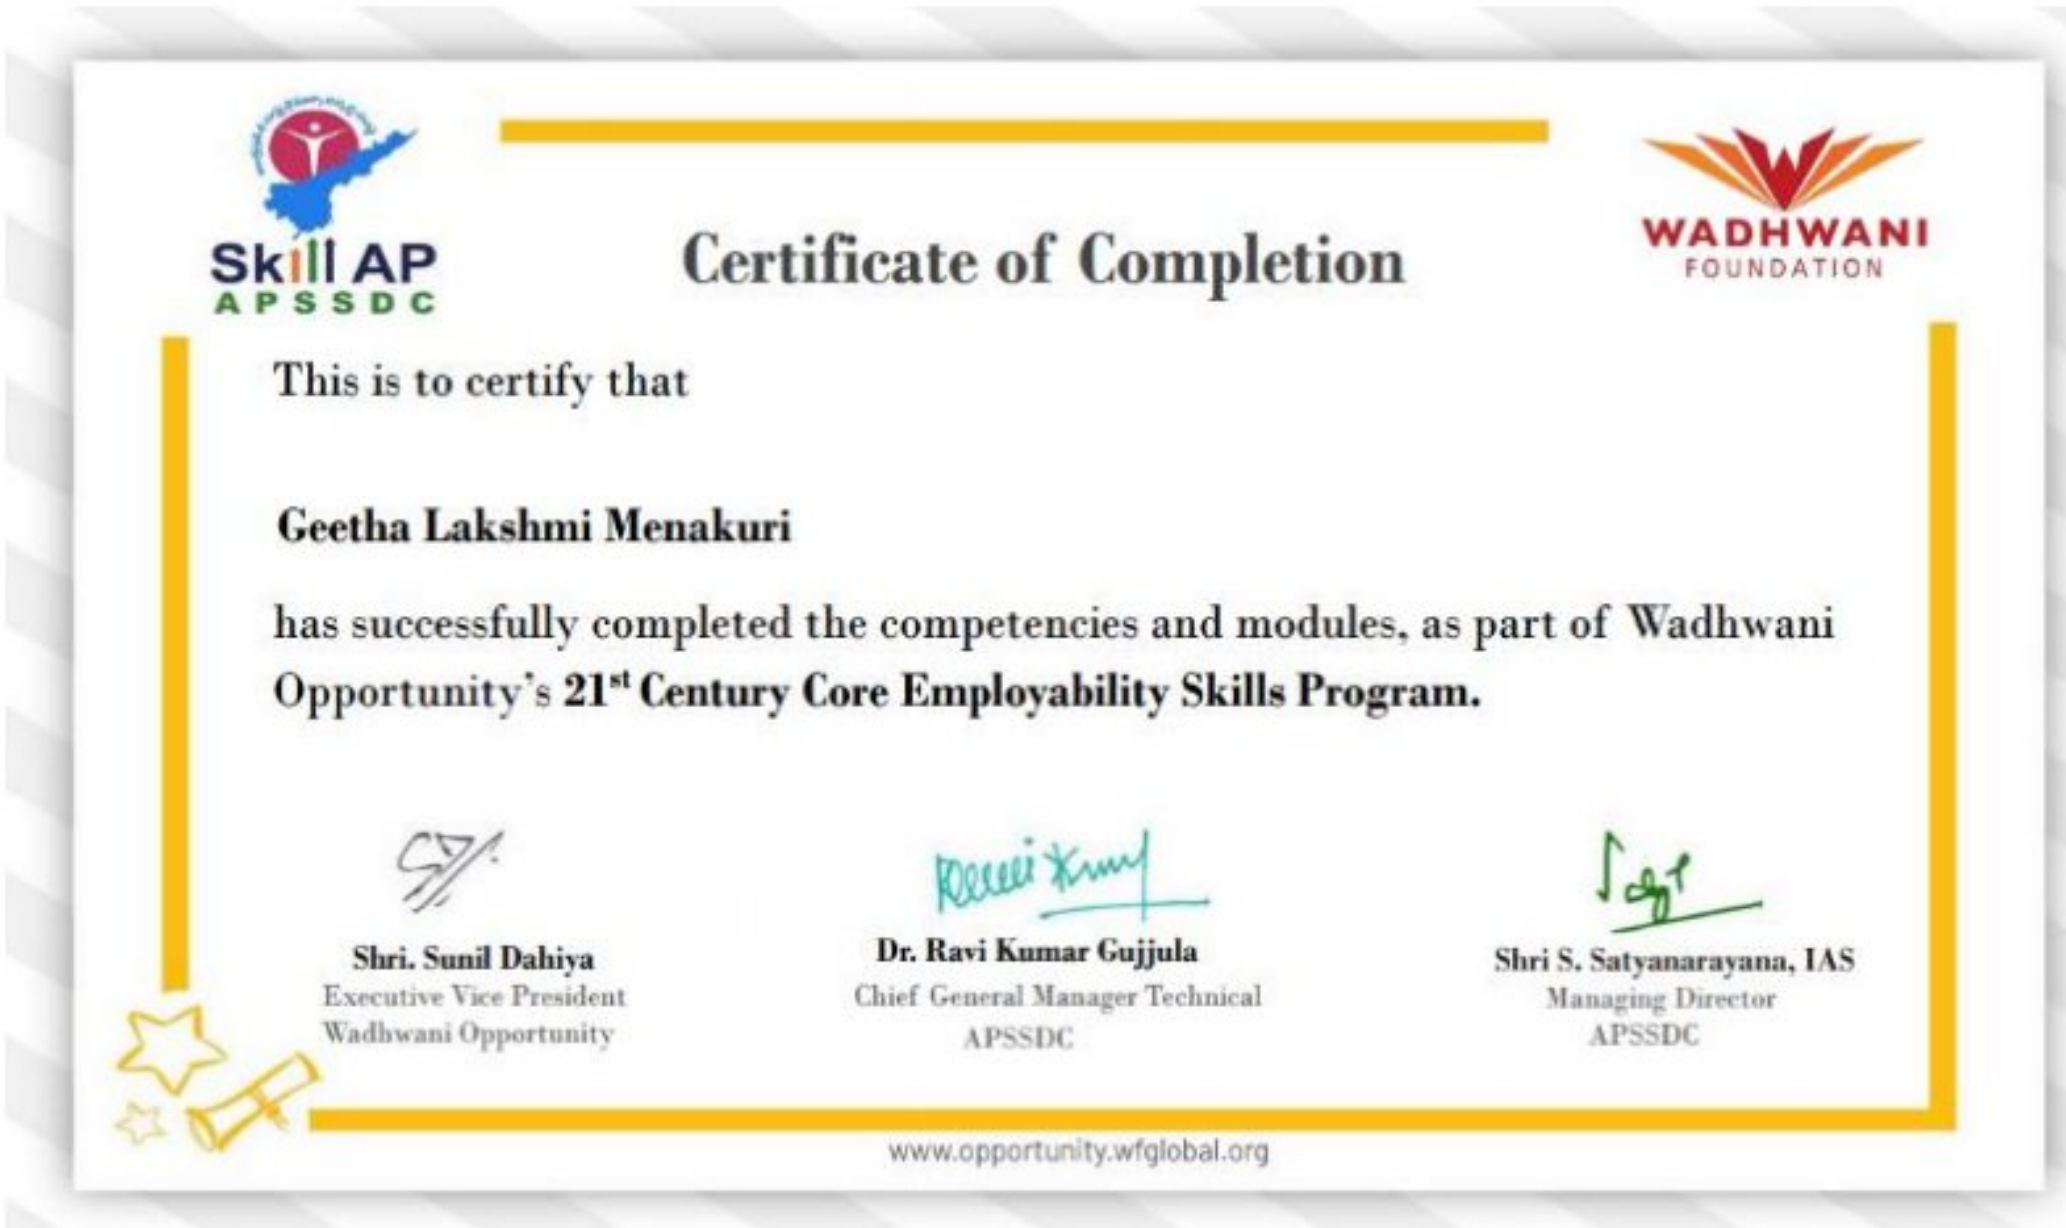 Skill AP
APSSDC
WADHWANI
FOUNDATION
Certificate of Completion
This is to certify that
Geetha Lakshmi Menakuri
has successfully completed the competencies and modules, as part of Wadhwani
Opportunity's 21st Century Core Employability Skills Program.
Shri. Sunil Dahiya
Executive Vice President
Wadhwani Opportunity
Dr. Ravi Kumar Gujjula
Chief General Manager Technical
APSSDC
Shri S. Satyanarayana, IAS
Managing Director
APSSDC
www.opportunity.wfglobal.org